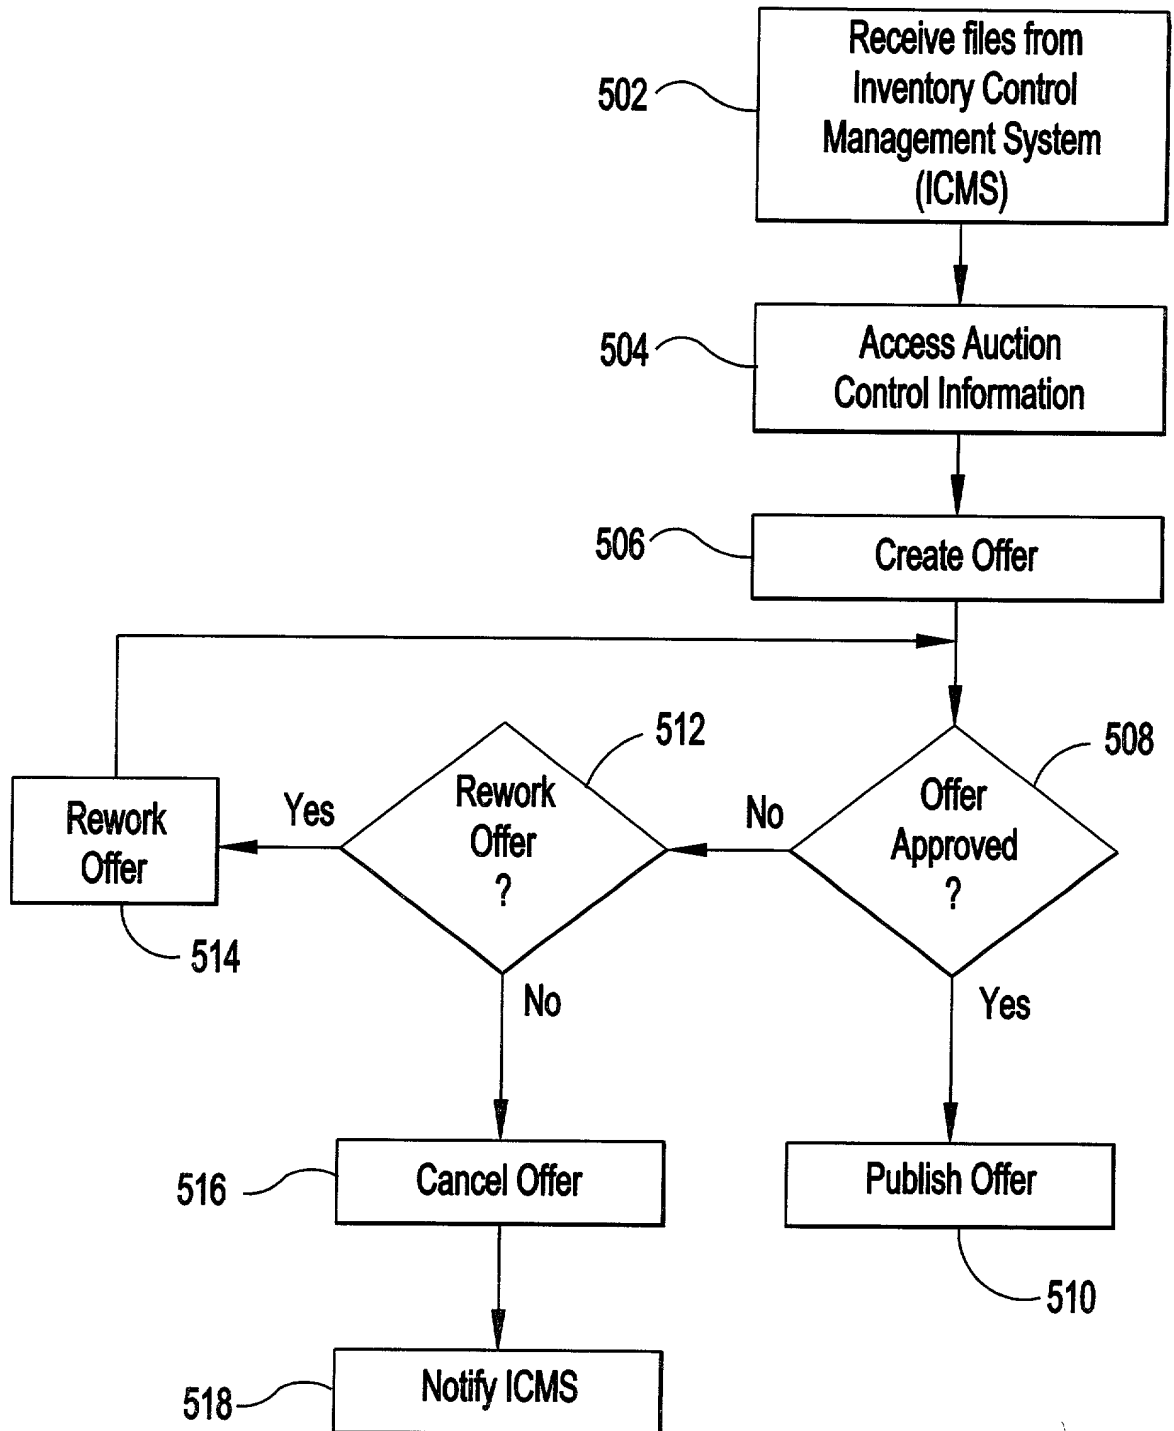 Receive files from
Inventory Control
Management System
(ICMS)
502
Access Auction
Control Information
504
Create Offer
506
Offer
Approved
?
508
No
Yes
Rework
Offer
?
512
Yes
No
Rework
Offer
514
Cancel Offer
516
Publish Offer
510
Notify ICMS
518